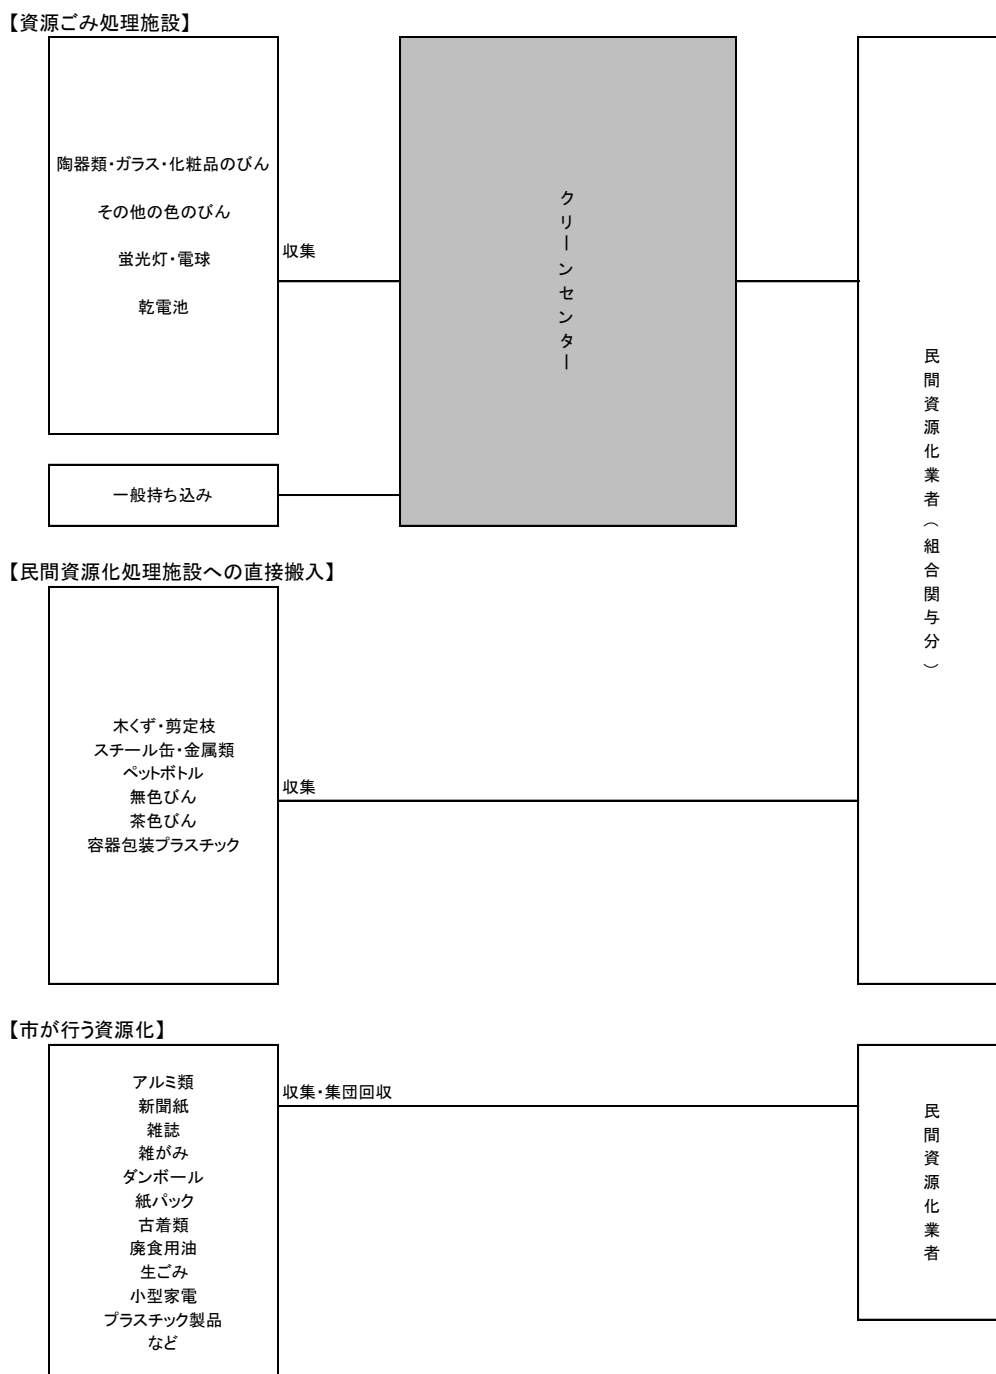 【資源ごみ処理施設】
陶器類・ガラス・化粧品のびん
その他の色のびん
蛍光灯・電球
乾電池
収集
クリーンセンター
一般持ち込み
民間資源化業者（組合関与分）
【民間資源化処理施設への直接搬入】
木くず・剪定枝
スチール缶・金属類
ペットボトル
無色びん
茶色びん
容器包装プラスチック
収集
【市が行う資源化】
アルミ類
新聞紙
雑誌
雑がみ
ダンボール
紙パック
古着類
廃食用油
生ごみ
小型家電
プラスチック製品
など
収集・集団回収
民間資源化業者